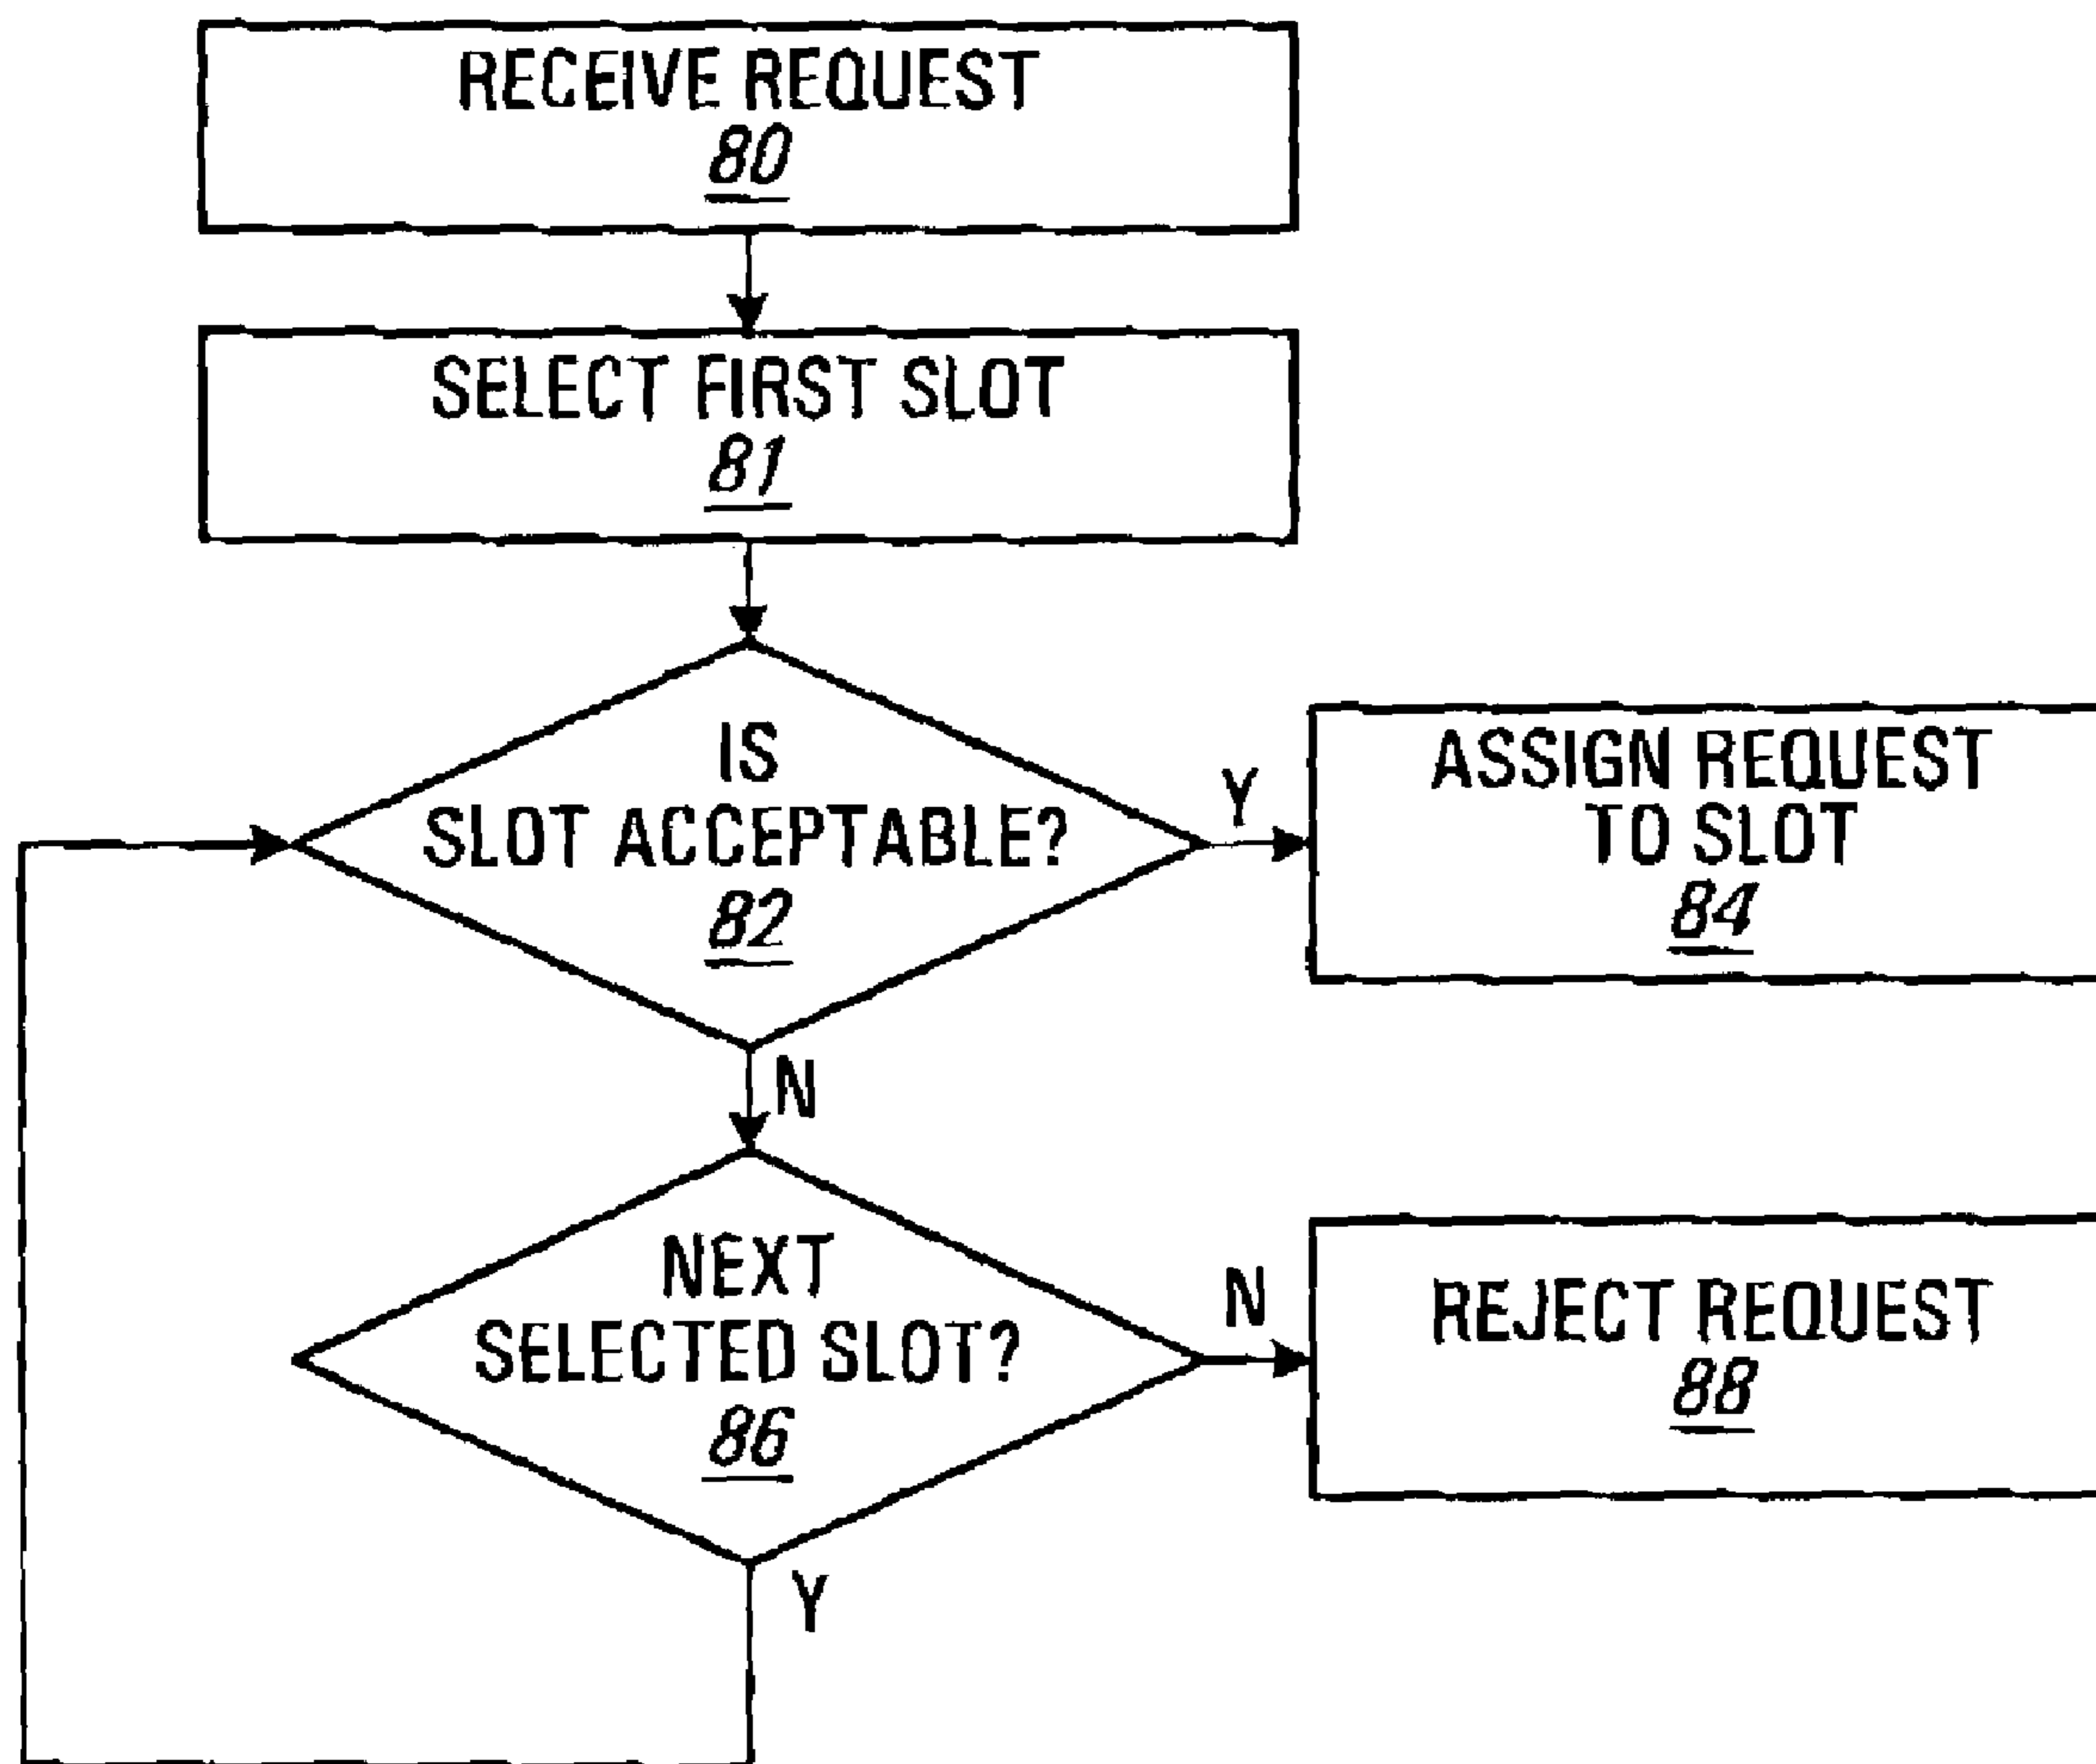 RECEIVE REQUEST
80
SELECT FIRST SLOT
81
IS
SLOT ACCEPTABLE?
82
Y
ASSIGN REQUEST
TO SLOT
84
N
NEXT
SELECTED SLOT?
86
N
REJECT REQUEST
88
Y